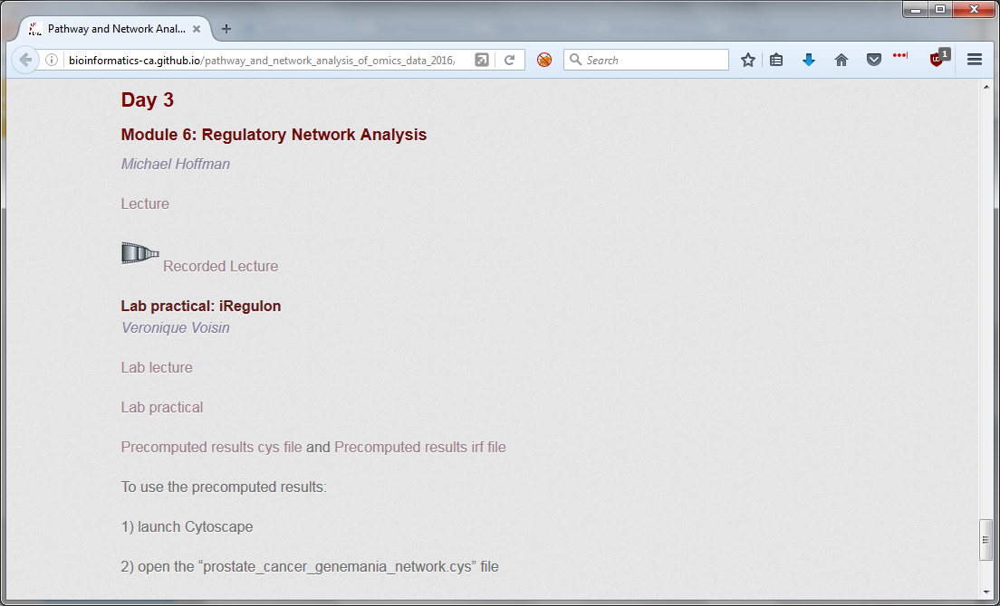 Pathway and Network Anal...
bioinformatics-ca.github.io/pathway_and_network_analysis_of_omics_data_2016/
Search
1
Day 3
Module 6: Regulatory Network Analysis
Michael Hoffman
Lecture
Recorded Lecture
Lab practical: iRegulon
Veronique Voisin
Lab lecture
Lab practical
Precomputed results cys file and Precomputed results irf file
To use the precomputed results:
1) launch Cytoscape
2) open the “prostate_cancer_genemania_network.cys” file